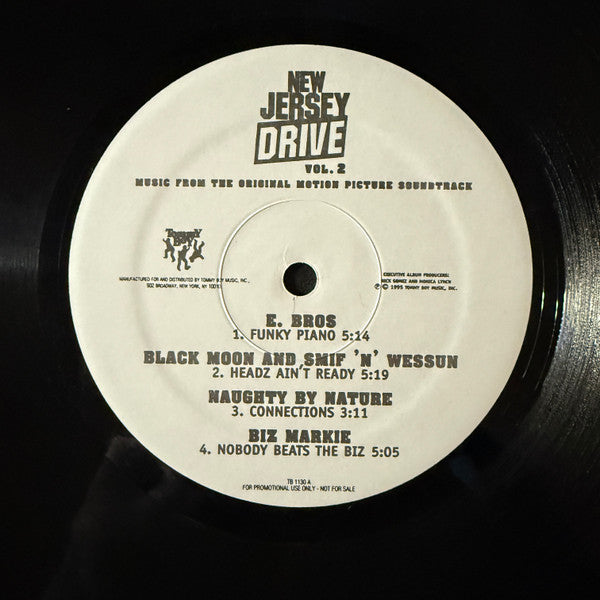 NEW
JERSEY
DRIVE
VOL. 2
MUSIC FROM THE ORIGINAL MOTION PICTURE SOUNDTRACK
TOMMY
BOY
MANUFACTURED FOR AND DISTRIBUTED BY TOMMY BOY MUSIC, INC.,
902 BROADWAY, NEW YORK, NY 10010
EXECUTIVE ALBUM PRODUCERS:
NICK GOMEZ AND MONICA LYNCH
℗ © 1995 TOMMY BOY MUSIC, INC.
E. BROS
1. FUNKY PIANO 5:14
BLACK MOON AND SMIF 'N' WESSUN
2. HEADZ AIN'T READY 5:19
NAUGHTY BY NATURE
3. CONNECTIONS 3:11
BIZ MARKIE
4. NOBODY BEATS THE BIZ 5:05
TB 1130 A
FOR PROMOTIONAL USE ONLY - NOT FOR SALE